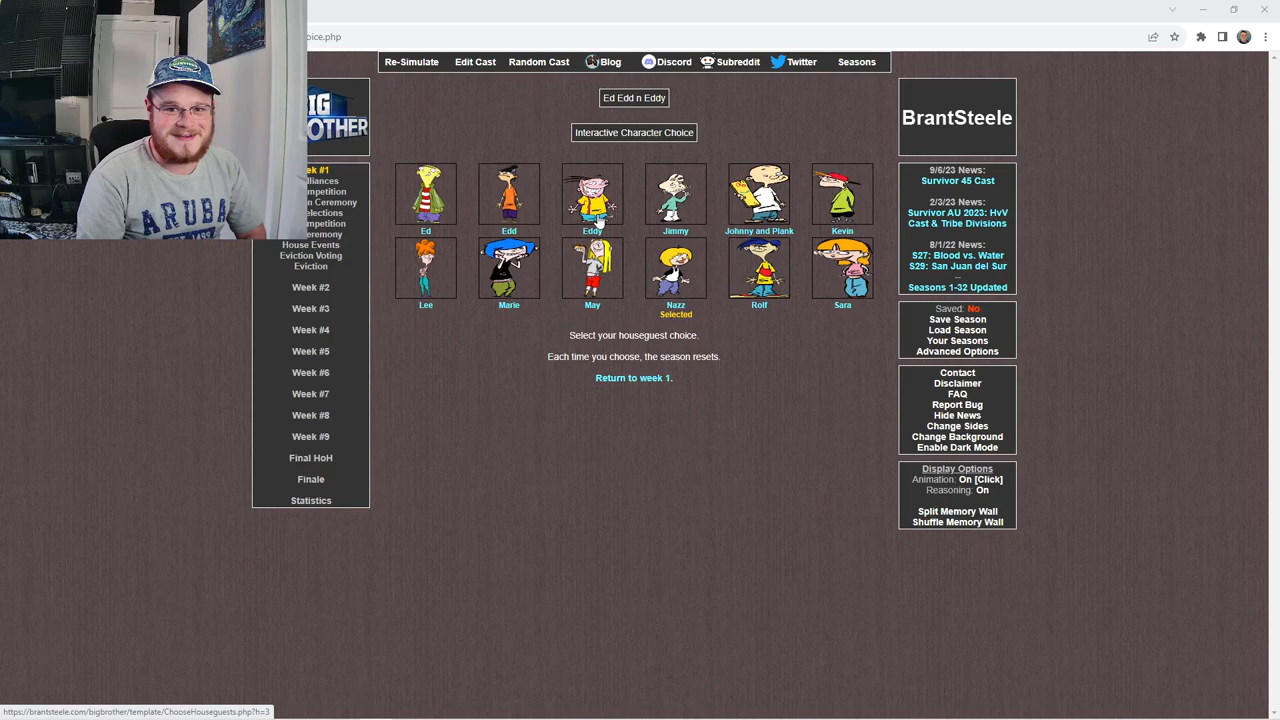 oice.php
Re-Simulate Edit Cast Random Cast Blog Discord Subreddit Twitter Seasons
ARUBA
BIG
BROTHER
Week #1
Alliances
Competition
Ceremony
Selections
Competition
Ceremony
House Events
Eviction Voting
Eviction
Week #2
Week #3
Week #4
Week #5
Week #6
Week #7
Week #8
Week #9
Final HoH
Finale
Statistics
Ed Edd n Eddy
Interactive Character Choice
Ed Edd Eddy Jimmy Johnny and Plank Kevin
Lee Marie May Nazz Rolf Sara
Selected
Select your houseguest choice.
Each time you choose, the season resets.
Return to week 1.
BrantSteele
9/6/23 News:
Survivor 45 Cast
2/3/23 News:
Survivor AU 2023: HvV
Cast & Tribe Divisions
8/1/22 News:
S27: Blood vs. Water
S29: San Juan del Sur
...
Seasons 1-32 Updated
Saved: No
Save Season
Load Season
Your Seasons
Advanced Options
Contact
Disclaimer
FAQ
Report Bug
Hide News
Change Sides
Change Background
Enable Dark Mode
Display Options
Animation: On [Click]
Reasoning: On
Split Memory Wall
Shuffle Memory Wall
https://brantsteele.com/bigbrother/template/ChooseHouseguests.php?h=3